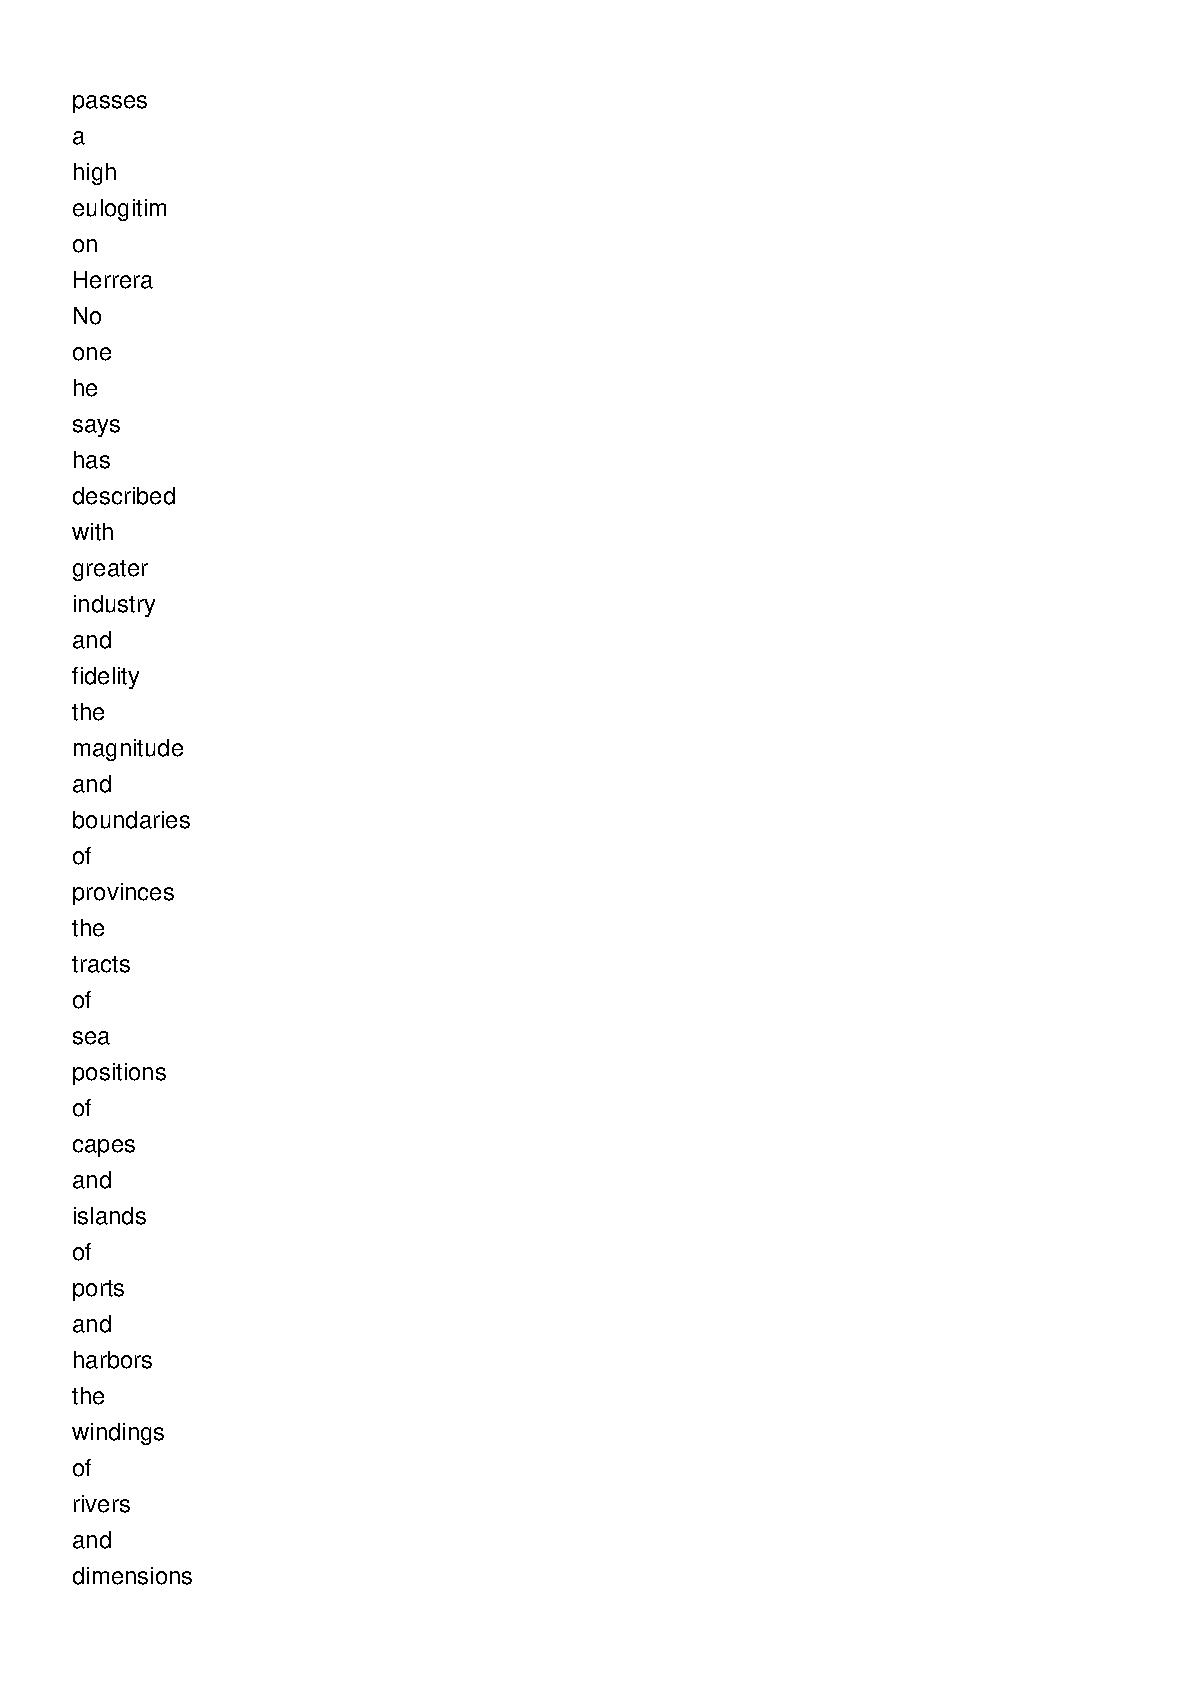 passes
a
high
eulogitim
on
Herrera
No
one
he
says
has
described
with
greater
industry
and
fidelity
the
magnitude
and
boundaries
of
provinces
the
tracts
of
sea
positions
of
capes
and
islands
of
ports
and
harbors
the
windings
of
rivers
and
dimensions